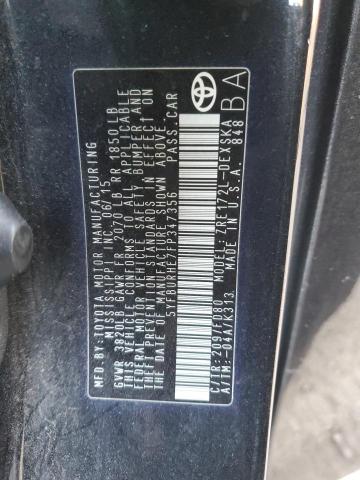 MFD. BY: TOYOTA MOTOR MANUFACTURING
MISSISSIPPI INC. 06/15
GVWR 3820LB GAWR FR 2070 LB RR 1850 LB
THIS VEHICLE CONFORMS TO ALL APPLICABLE
FEDERAL MOTOR VEHICLE SAFETY, BUMPER, AND
THEFT PREVENTION STANDARDS IN EFFECT ON
THE DATE OF MANUFACTURE SHOWN ABOVE.
PASS.CAR
C/TR: 209/FD80
A/TM: -04A/K313
MODEL: ZRE172L-DEXSKA
MADE IN U.S.A. 848
BA